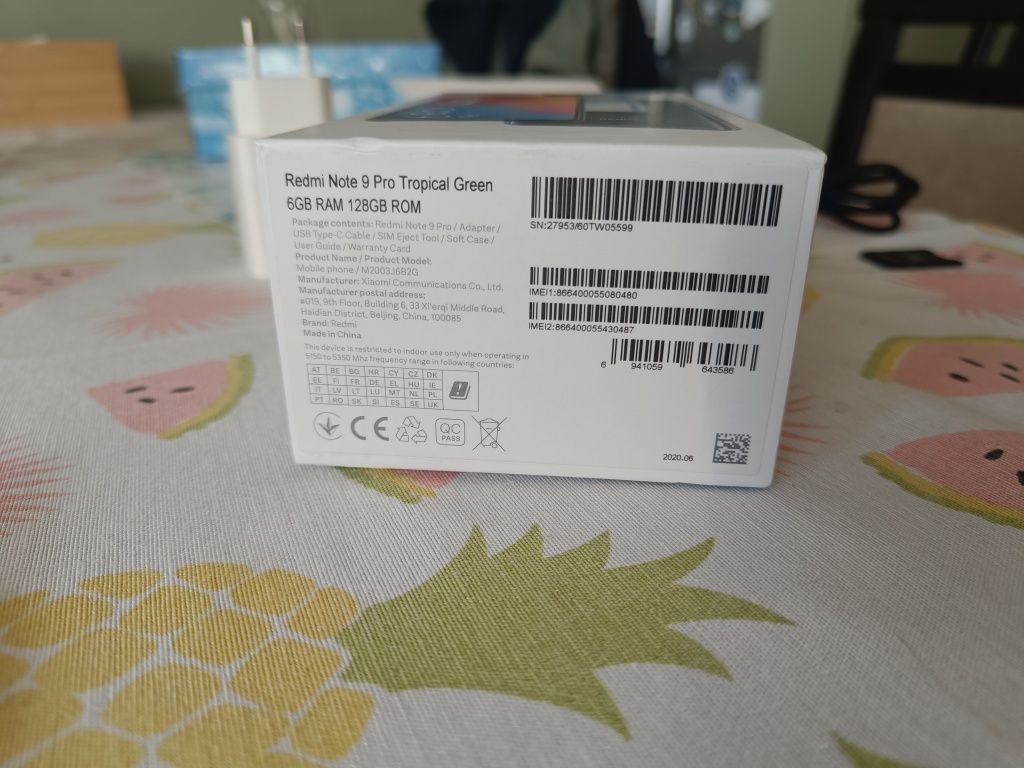 Redmi Note 9 Pro Tropical Green
6GB RAM 128GB ROM
Package contents: Redmi Note 9 Pro / Adapter /
USB Type-C Cable / SIM Eject Tool / Soft Case /
User Guide / Warranty Card
Product Name / Product Model:
Mobile phone / M2003J6B2G
Manufacturer: Xiaomi Communications Co., Ltd.
Manufacturer postal address:
#019, 9th Floor, Building 6, 33 Xi'erqi Middle Road,
Haidian District, Beijing, China, 100085
Brand: Redmi
Made in China
This device is restricted to indoor use only when operating in
5150 to 5350 Mhz frequency range in following countries:
AT BE BG HR CY CZ DK
EE FI FR DE EL HU IE
IT LV LT LU MT NL PL
PT RO SK SI ES SE UK
CE
QC
PASS
SN:27953/60TW05599
IMEI1:866400055080480
IMEI2:866400055430487
6 941059 643586
2020.06